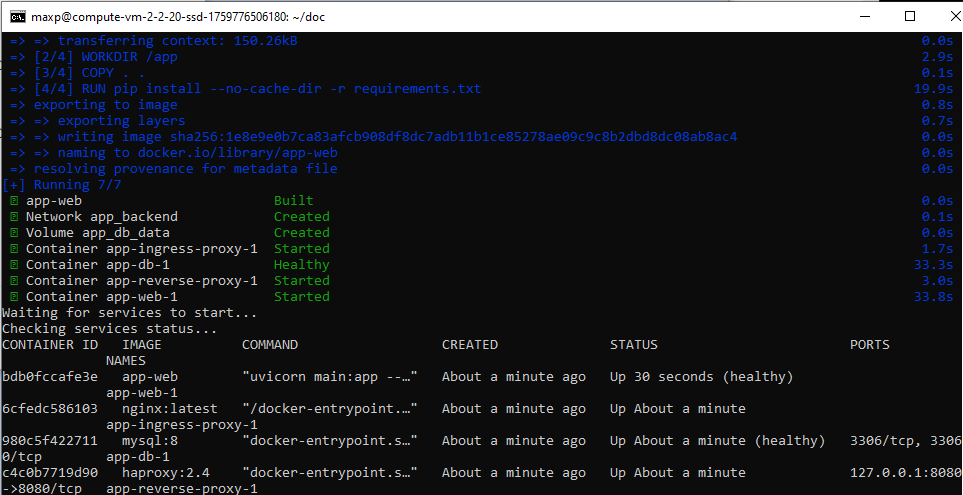 maxp@compute-vm-2-2-20-ssd-1759776506180: ~/doc
=> => transferring context: 150.26kB 0.0s
=> [2/4] WORKDIR /app 2.9s
=> [3/4] COPY . . 0.1s
=> [4/4] RUN pip install --no-cache-dir -r requirements.txt 19.9s
=> exporting to image 0.8s
=> => exporting layers 0.7s
=> => writing image sha256:1e8e9e0b7ca83afcb908df8dc7adb11b1ce85278ae09c9c8b2dbd8dc08ab8ac4 0.0s
=> => naming to docker.io/library/app-web 0.0s
=> resolving provenance for metadata file 0.0s
[+] Running 7/7
app-web Built 0.0s
Network app_backend Created 0.1s
Volume app_db_data Created 0.0s
Container app-ingress-proxy-1 Started 1.7s
Container app-db-1 Healthy 33.3s
Container app-reverse-proxy-1 Started 3.0s
Container app-web-1 Started 33.8s
Waiting for services to start...
Checking services status...
CONTAINER ID IMAGE COMMAND CREATED STATUS PORTS
NAMES
bdb0fccafe3e app-web "uvicorn main:app --…" About a minute ago Up 30 seconds (healthy)
app-web-1
6cfedc586103 nginx:latest "/docker-entrypoint.…" About a minute ago Up About a minute
app-ingress-proxy-1
980c5f422711 mysql:8 "docker-entrypoint.s…" About a minute ago Up About a minute (healthy) 3306/tcp, 3306
0/tcp app-db-1
c4c0b7719d90 haproxy:2.4 "docker-entrypoint.s…" About a minute ago Up About a minute 127.0.0.1:8080
->8080/tcp app-reverse-proxy-1